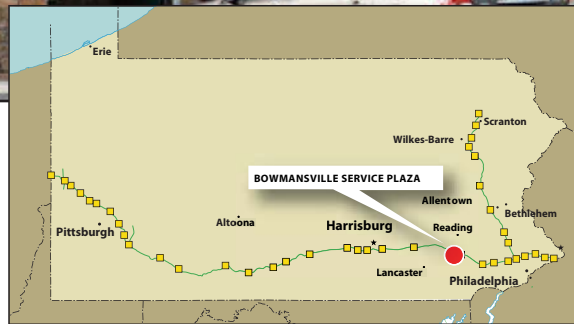 Erie
Scranton
Wilkes-Barre
BOWMANSVILLE SERVICE PLAZA
Allentown
Bethlehem
Altoona
Harrisburg
Reading
Pittsburgh
Lancaster
Philadelphia